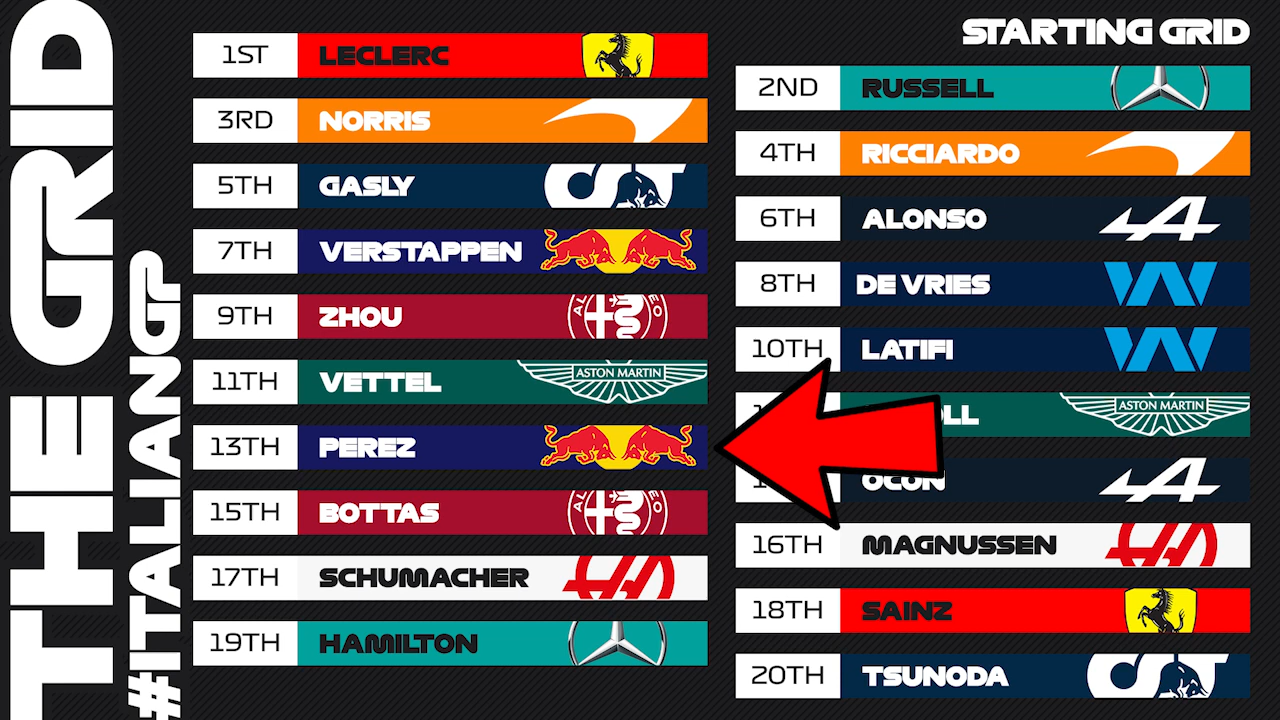 THE GRID
#ITALIANGP
STARTING GRID
1ST LECLERC
2ND RUSSELL
3RD NORRIS
4TH RICCIARDO
5TH GASLY
6TH ALONSO
7TH VERSTAPPEN
8TH DE VRIES
9TH ZHOU
10TH LATIFI
11TH VETTEL ASTON MARTIN
ASTON MARTIN
13TH PEREZ
OCON
15TH BOTTAS
16TH MAGNUSSEN
17TH SCHUMACHER
18TH SAINZ
19TH HAMILTON
20TH TSUNODA